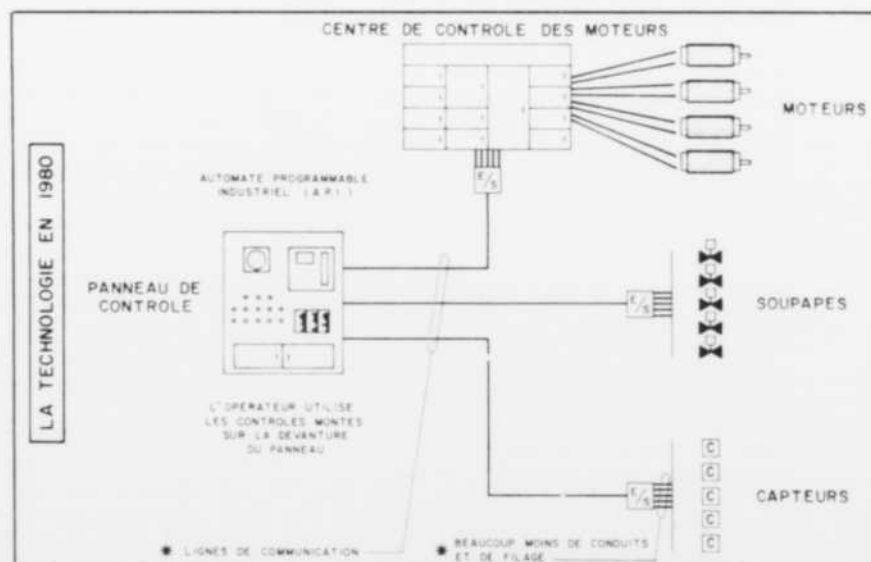 CENTRE DE CONTROLE DES MOTEURS
MOTEURS
LA TECHNOLOGIE EN 1980
AUTOMATE PROGRAMMABLE
INDUSTRIEL (A.P.I.)
E/S
PANNEAU DE
CONTROLE
E/S
SOUPAPES
L'OPÉRATEUR UTILISE
LES CONTROLES MONTES
SUR LA DEVANTURE
DU PANNEAU
C
C
E/S
C
CAPTEURS
C
C
* LIGNES DE COMMUNICATION
* BEAUCOUP MOINS DE CONDUITS
ET DE FILAGE